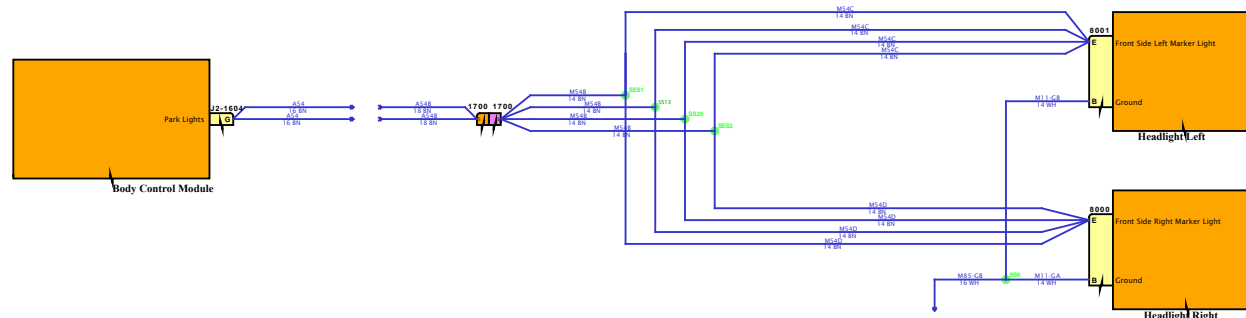 M54C
14 BN
M54C
14 BN
M54C
14 BN
M54C
14 BN
8001
E
Front Side Left Marker Light
B
Ground
Headlight Left
M11-GB
14 WH
J2-1604
Park Lights
G
Body Control Module
A54
16 BN
A54
16 BN
A54B
18 BN
A54B
18 BN
1700 1700
M54B
14 BN
M54B
14 BN
M54B
14 BN
M54B
14 BN
SES1
SS13
SS26
SES2
M54D
14 BN
M54D
14 BN
M54D
14 BN
M54D
14 BN
8000
E
Front Side Right Marker Light
B
Ground
Headlight Right
M85-GB
16 WH
M11-GA
14 WH